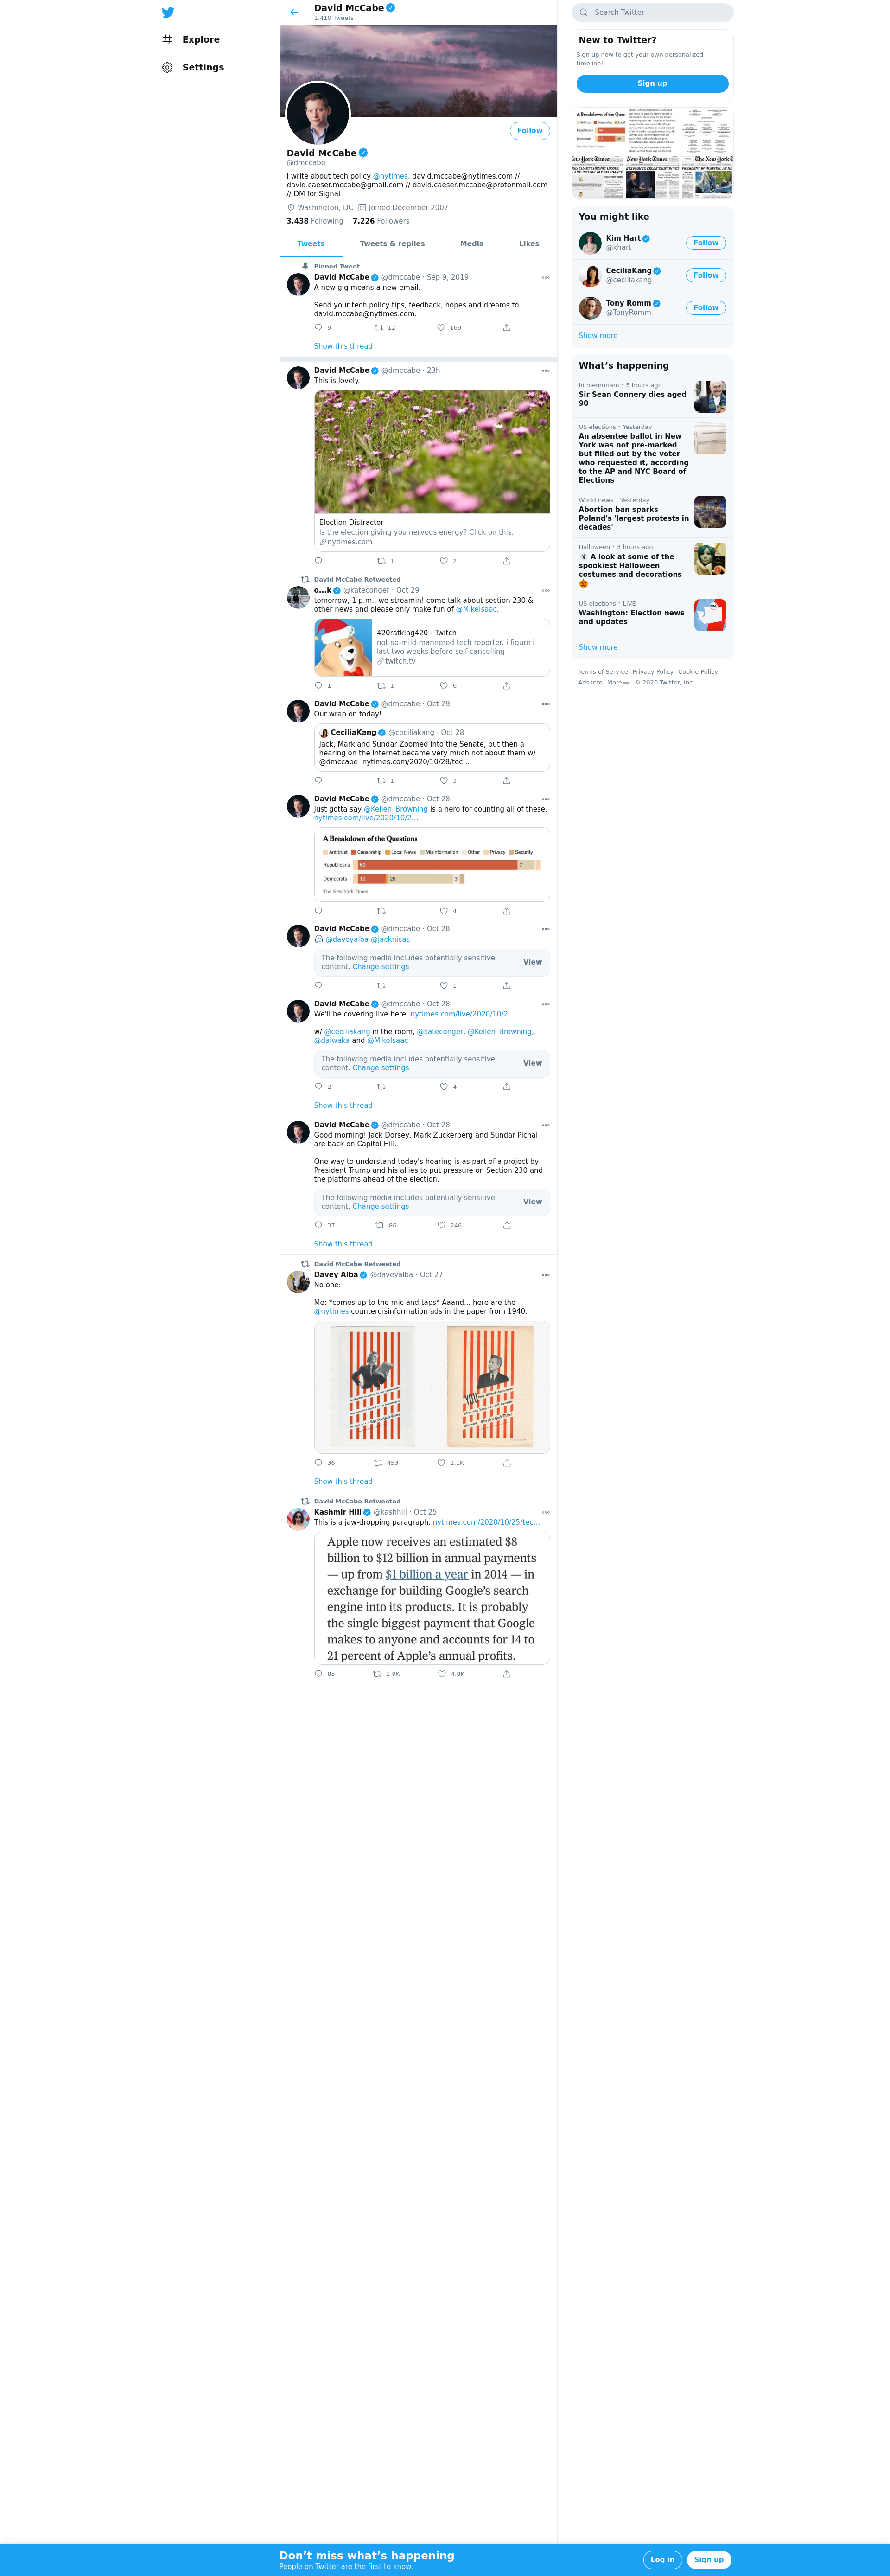 Explore
Settings
David McCabe
1,410 Tweets
Follow
David McCabe
@dmccabe
I write about tech policy @nytimes. david.mccabe@nytimes.com //
david.caeser.mccabe@gmail.com // david.caeser.mccabe@protonmail.com
// DM for Signal
Washington, DC Joined December 2007
3,438 Following 7,226 Followers
Tweets Tweets & replies Media Likes
Pinned Tweet
David McCabe @dmccabe · Sep 9, 2019
A new gig means a new email.
Send your tech policy tips, feedback, hopes and dreams to
david.mccabe@nytimes.com.
9 12 169
Show this thread
David McCabe @dmccabe · 23h
This is lovely.
Election Distractor
Is the election giving you nervous energy? Click on this.
nytimes.com
1 2
David McCabe Retweeted
o...k @kateconger · Oct 29
tomorrow, 1 p.m., we streamin! come talk about section 230 &
other news and please only make fun of @MikeIsaac.
420ratking420 - Twitch
not-so-mild-mannered tech reporter. i figure i
last two weeks before self-cancelling
twitch.tv
1 1 6
David McCabe @dmccabe · Oct 29
Our wrap on today!
CeciliaKang @ceciliakang · Oct 28
Jack, Mark and Sundar Zoomed into the Senate, but then a
hearing on the internet became very much not about them w/
@dmccabe nytimes.com/2020/10/28/tec…
1 3
David McCabe @dmccabe · Oct 28
Just gotta say @Kellen_Browning is a hero for counting all of these.
nytimes.com/live/2020/10/2…
A Breakdown of the Questions
Antitrust Censorship Local News Misinformation Other Privacy Security
Republicans 69 7
Democrats 12 28 3
The New York Times
4
David McCabe @dmccabe · Oct 28
@daveyalba @jacknicas
The following media includes potentially sensitive
content. Change settings
View
1
David McCabe @dmccabe · Oct 28
We'll be covering live here. nytimes.com/live/2020/10/2…
w/ @ceciliakang in the room, @kateconger, @Kellen_Browning,
@daiwaka and @MikeIsaac
The following media includes potentially sensitive
content. Change settings
View
2 4
Show this thread
David McCabe @dmccabe · Oct 28
Good morning! Jack Dorsey, Mark Zuckerberg and Sundar Pichai
are back on Capitol Hill.
One way to understand today's hearing is as part of a project by
President Trump and his allies to put pressure on Section 230 and
the platforms ahead of the election.
The following media includes potentially sensitive
content. Change settings
View
37 86 246
Show this thread
David McCabe Retweeted
Davey Alba @daveyalba · Oct 27
No one:
Me: *comes up to the mic and taps* Aaand... here are the
@nytimes counterdisinformation ads in the paper from 1940.
YOU
The New York Times
36 453 1.1K
Show this thread
David McCabe Retweeted
Kashmir Hill @kashhill · Oct 25
This is a jaw-dropping paragraph. nytimes.com/2020/10/25/tec…
Apple now receives an estimated $8
billion to $12 billion in annual payments
— up from $1 billion a year in 2014 — in
exchange for building Google's search
engine into its products. It is probably
the single biggest payment that Google
makes to anyone and accounts for 14 to
21 percent of Apple's annual profits.
85 1.9K 4.8K
Search Twitter
New to Twitter?
Sign up now to get your own personalized
timeline!
Sign up
You might like
Kim Hart
@khart
Follow
CeciliaKang
@ceciliakang
Follow
Tony Romm
@TonyRomm
Follow
Show more
What's happening
In memoriam · 5 hours ago
Sir Sean Connery dies aged
90
US elections · Yesterday
An absentee ballot in New
York was not pre-marked
but filled out by the voter
who requested it, according
to the AP and NYC Board of
Elections
World news · Yesterday
Abortion ban sparks
Poland's 'largest protests in
decades'
Halloween · 3 hours ago
A look at some of the
spookiest Halloween
costumes and decorations
US elections · LIVE
Washington: Election news
and updates
Show more
Terms of Service Privacy Policy Cookie Policy
Ads info More © 2020 Twitter, Inc.
Don't miss what's happening
People on Twitter are the first to know.
Log in Sign up